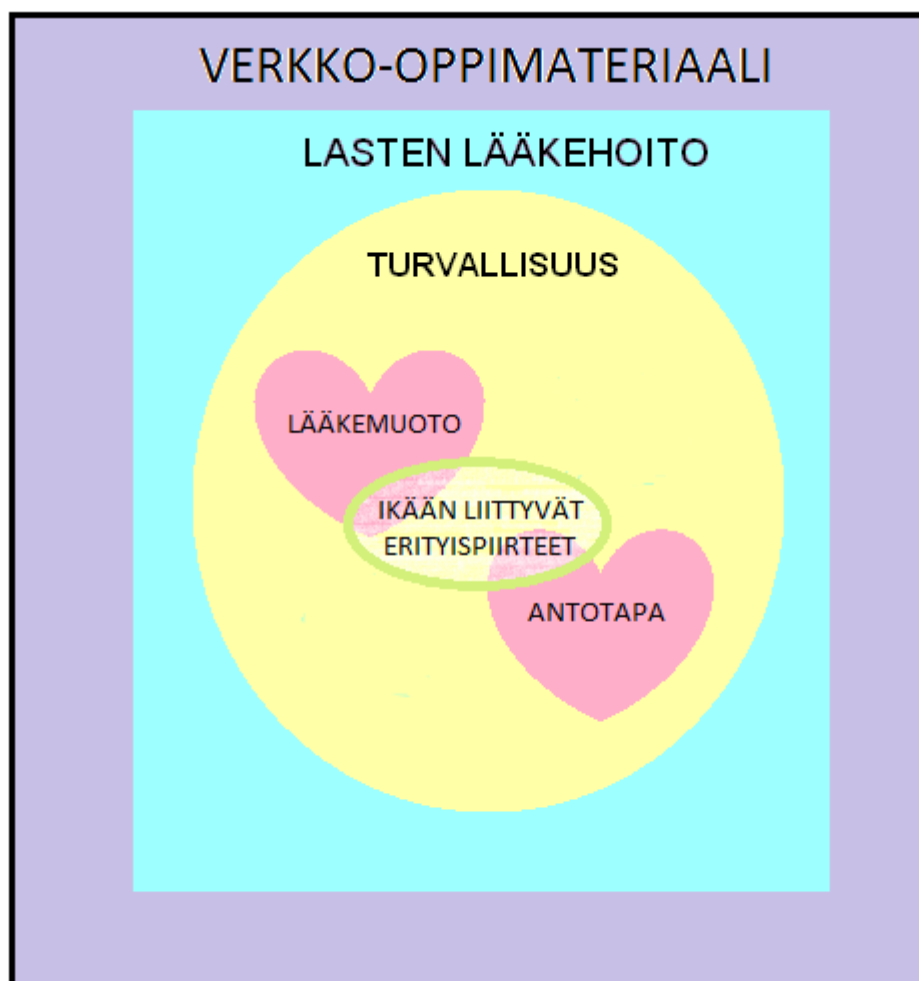 VERKKO-OPPIMATERIAALI
LASTEN LÄÄKEHOITO
TURVALLISUUS
LÄÄKEMUOTO
IKÄÄN LIITTYVÄT
ERITYISPIIRTEET
ANTOTAPA